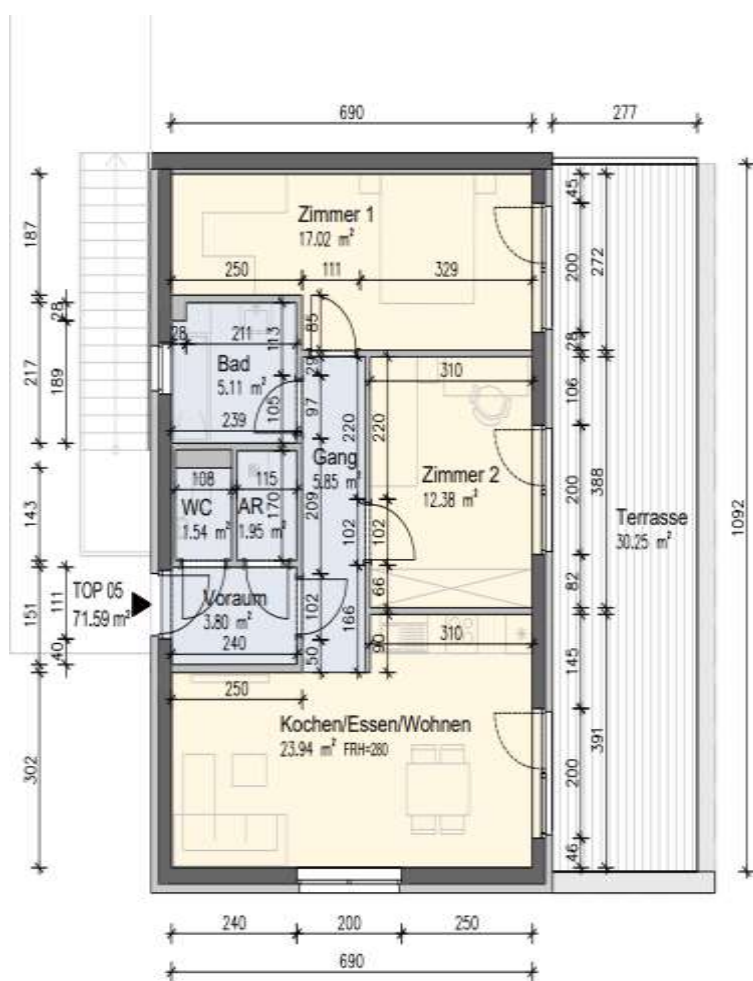 690
277
Zimmer 1
17.02 m²
250
111
329
45
200
272
28
187
28
217
189
143
151
111
40
302
85
28
211
113
Bad
5.11 m²
239
105
29
97
220
220
310
Gang
5.85 m²
209
102
102
Zimmer 2
12.38 m²
66
106
200
388
82
Terrasse
30.25 m²
1092
108
115
WC
1.54 m²
AR
1.95 m²
170
TOP 05
71.59 m²
Voraum
3.80 m²
240
102
166
50
90
310
250
Kochen/Essen/Wohnen
23.94 m² FRH=280
145
391
200
46
240
200
250
690